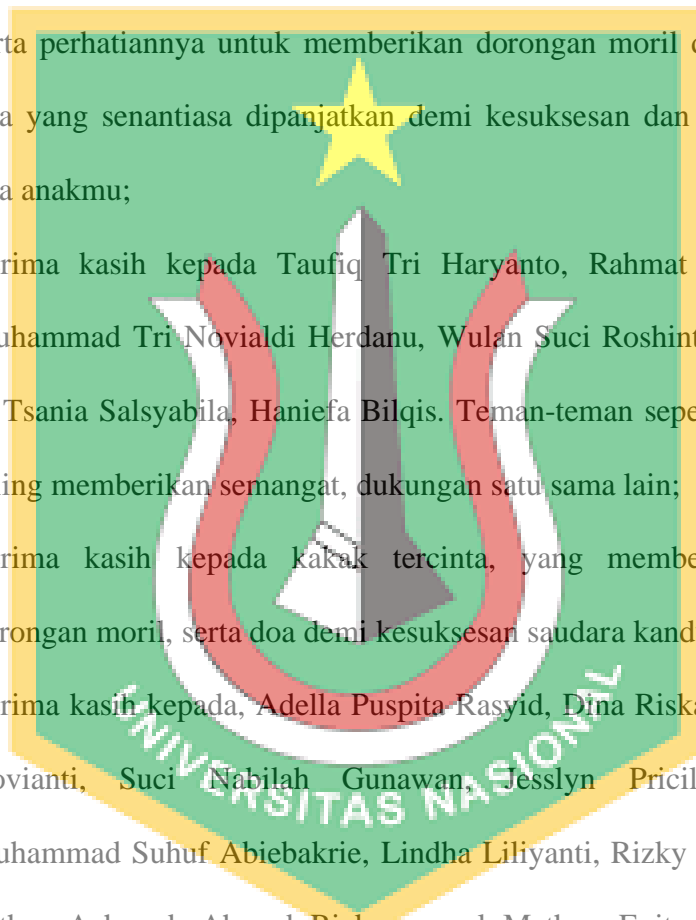 rta perhatiannya untuk memberikan dorongan moril d
a yang senantiasa dipanjatkan demi kesuksesan dan
a anakmu;
rima kasih kepada Taufiq Tri Haryanto, Rahmat
uhammad Tri Novialdi Herdanu, Wulan Suci Roshint
Tsania Salsyabila, Haniefa Bilqis. Teman-teman sepe
ling memberikan semangat, dukungan satu sama lain;
rima kasih kepada kakak tercinta, yang membe
rongan moril, serta doa demi kesuksesan saudara kand
rima kasih kepada, Adella Puspita Rasyid, Dina Riska
ovianti, Suci Nabilah Gunawan, Jesslyn Pricil
uhammad Suhuf Abiebakrie, Lindha Liliyanti, Rizky
UNIVERSITAS NASIONAL